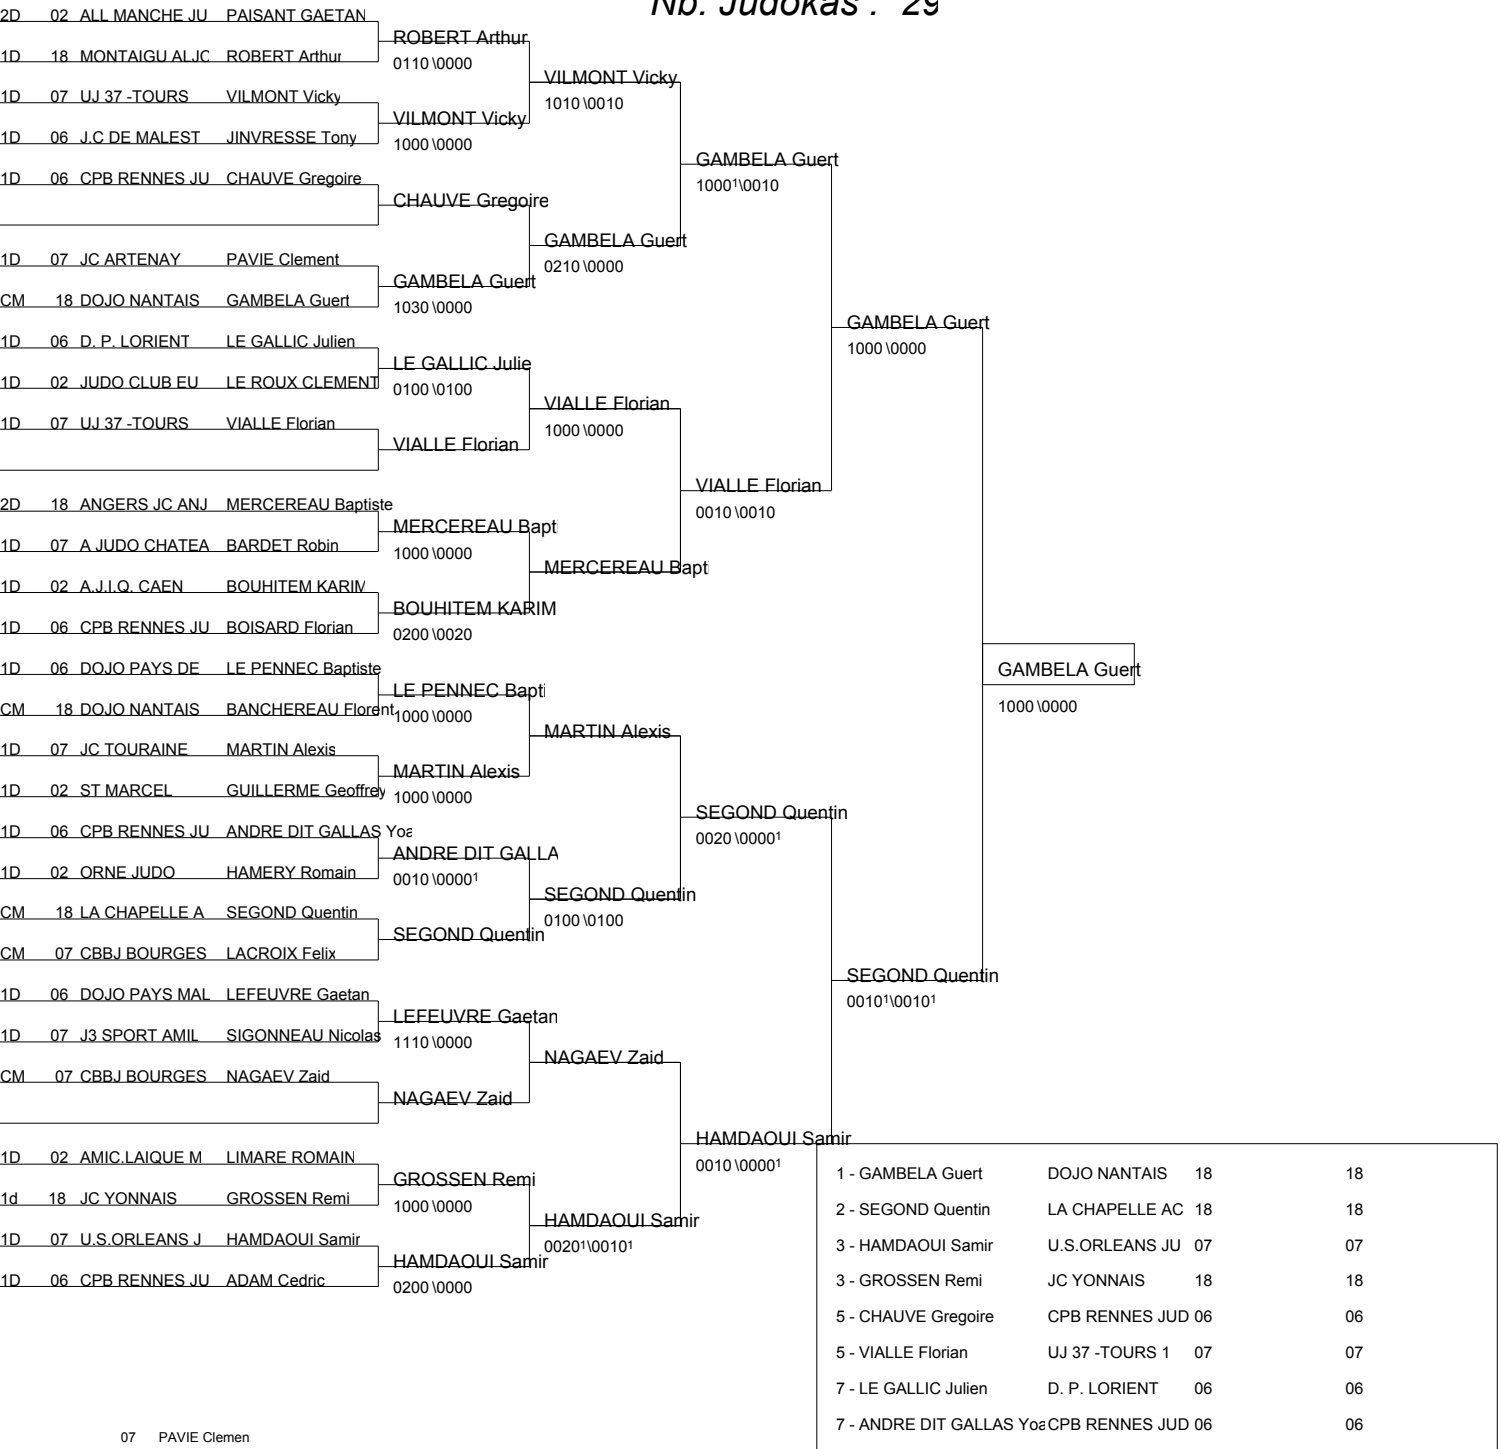 Nb. Judokas : 29
2D 02 ALL MANCHE JU PAISANT GAETAN
1D 18 MONTAIGU ALJC ROBERT Arthur
1D 07 UJ 37 -TOURS VILMONT Vicky
1D 06 J.C DE MALEST JINVRESSE Tony
1D 06 CPB RENNES JU CHAUVE Gregoire
1D 07 JC ARTENAY PAVIE Clement
CM 18 DOJO NANTAIS GAMBELA Guert
1D 06 D. P. LORIENT LE GALLIC Julien
1D 02 JUDO CLUB EU LE ROUX CLEMENT
1D 07 UJ 37 -TOURS VIALLE Florian
2D 18 ANGERS JC ANJ MERCEREAU Baptiste
1D 07 A JUDO CHATEA BARDET Robin
1D 02 A.J.I.Q. CAEN BOUHITEM KARIM
1D 06 CPB RENNES JU BOISARD Florian
1D 06 DOJO PAYS DE LE PENNEC Baptiste
CM 18 DOJO NANTAIS BANCHEREAU Florent
1D 07 JC TOURAINE MARTIN Alexis
1D 02 ST MARCEL GUILLERME Geoffrey
1D 06 CPB RENNES JU ANDRE DIT GALLAS Yoa
1D 02 ORNE JUDO HAMERY Romain
CM 18 LA CHAPELLE A SEGOND Quentin
CM 07 CBBJ BOURGES LACROIX Felix
1D 06 DOJO PAYS MAL LEFEUVRE Gaetan
1D 07 J3 SPORT AMIL SIGONNEAU Nicolas
CM 07 CBBJ BOURGES NAGAEV Zaid
1D 02 AMIC.LAIQUE M LIMARE ROMAIN
1d 18 JC YONNAIS GROSSEN Remi
1D 07 U.S.ORLEANS J HAMDAOUI Samir
1D 06 CPB RENNES JU ADAM Cedric
ROBERT Arthur
0110 \0000
VILMONT Vicky
1000 \0000
CHAUVE Gregoire
GAMBELA Guert
1030 \0000
LE GALLIC Julie
0100 \0100
VIALLE Florian
MERCEREAU Bapti
1000 \0000
BOUHITEM KARIM
0200 \0020
LE PENNEC Bapti
1000 \0000
MARTIN Alexis
1000 \0000
ANDRE DIT GALLA
0010 \0000¹
SEGOND Quentin
LEFEUVRE Gaetan
1110 \0000
NAGAEV Zaid
GROSSEN Remi
1000 \0000
HAMDAOUI Samir
0200 \0000
VILMONT Vicky
1010 \0010
GAMBELA Guert
0210 \0000
VIALLE Florian
1000 \0000
MERCEREAU Bapti
MARTIN Alexis
SEGOND Quentin
0100 \0100
NAGAEV Zaid
HAMDAOUI Samir
0020¹\0010¹
GAMBELA Guert
1000¹\0010
VIALLE Florian
0010 \0010
SEGOND Quentin
0020 \0000¹
HAMDAOUI Samir
0010 \0000¹
GAMBELA Guert
1000 \0000
SEGOND Quentin
0010¹\0010¹
GAMBELA Guert
1000 \0000
1 - GAMBELA Guert DOJO NANTAIS 18 18
2 - SEGOND Quentin LA CHAPELLE AC 18 18
3 - HAMDAOUI Samir U.S.ORLEANS JU 07 07
3 - GROSSEN Remi JC YONNAIS 18 18
5 - CHAUVE Gregoire CPB RENNES JUD 06 06
5 - VIALLE Florian UJ 37 -TOURS 1 07 07
7 - LE GALLIC Julien D. P. LORIENT 06 06
7 - ANDRE DIT GALLAS Yoa CPB RENNES JUD 06 06
07 PAVIE Clemen